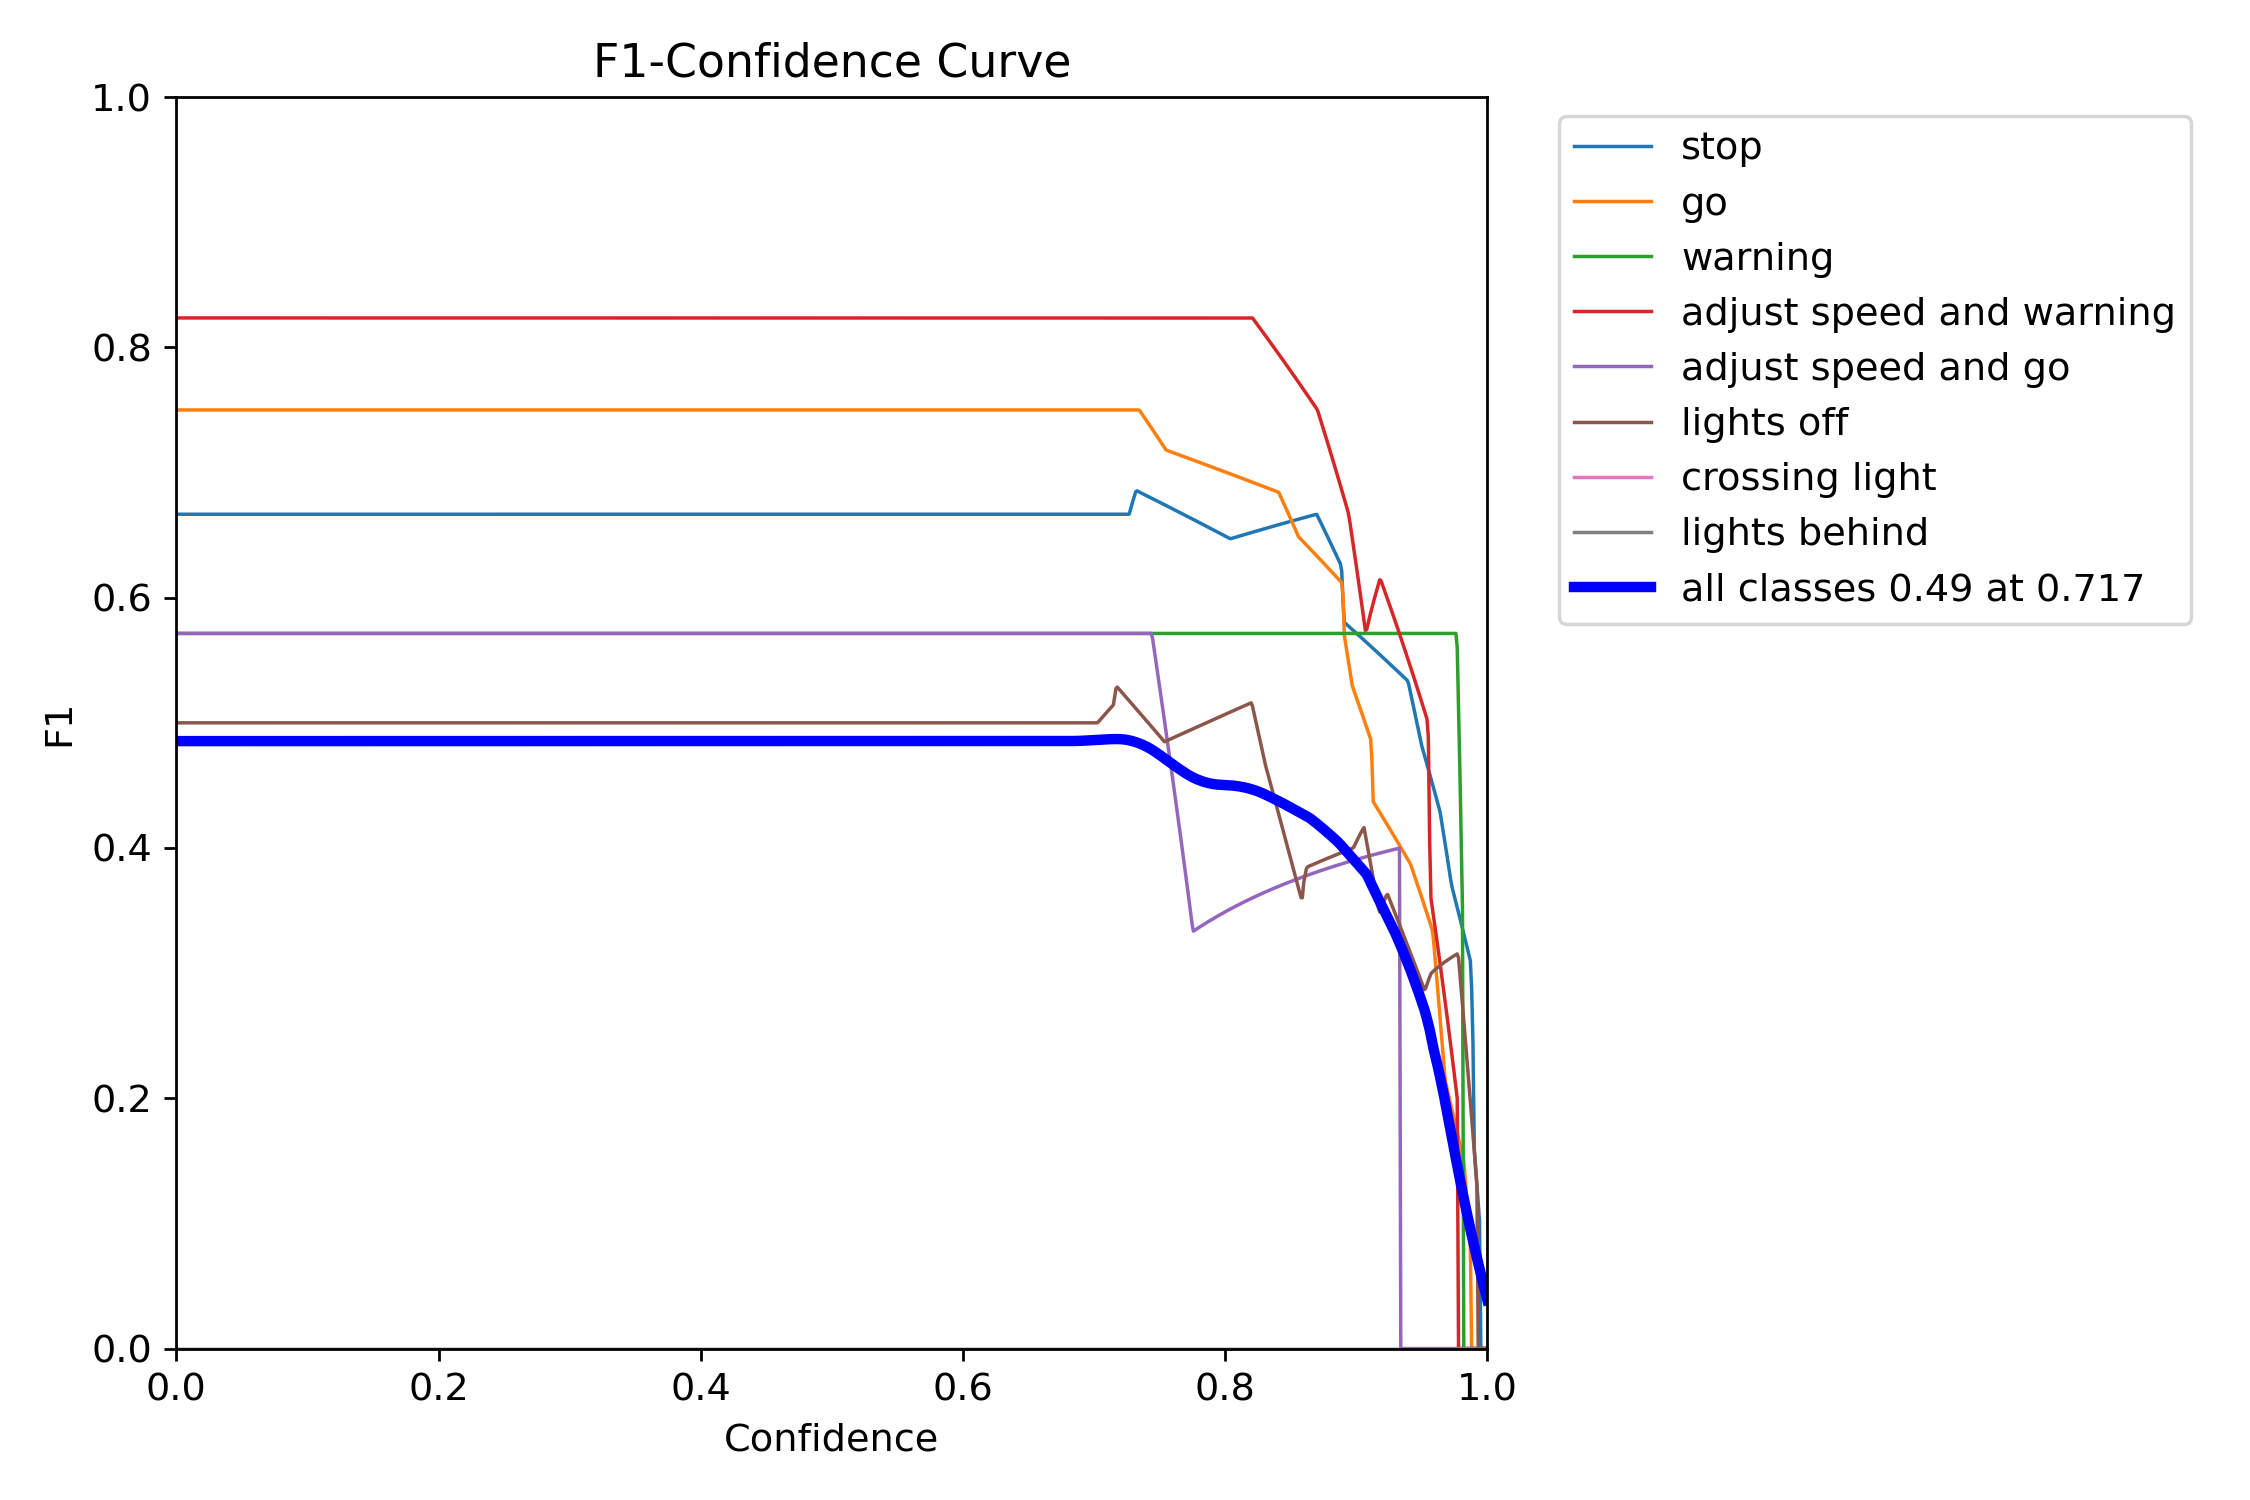 F1-Confidence Curve
1.0
0.8
0.6
0.4
0.2
0.0
F1
0.0 0.2 0.4 0.6 0.8 1.0
Confidence
stop
go
warning
adjust speed and warning
adjust speed and go
lights off
crossing light
lights behind
all classes 0.49 at 0.717